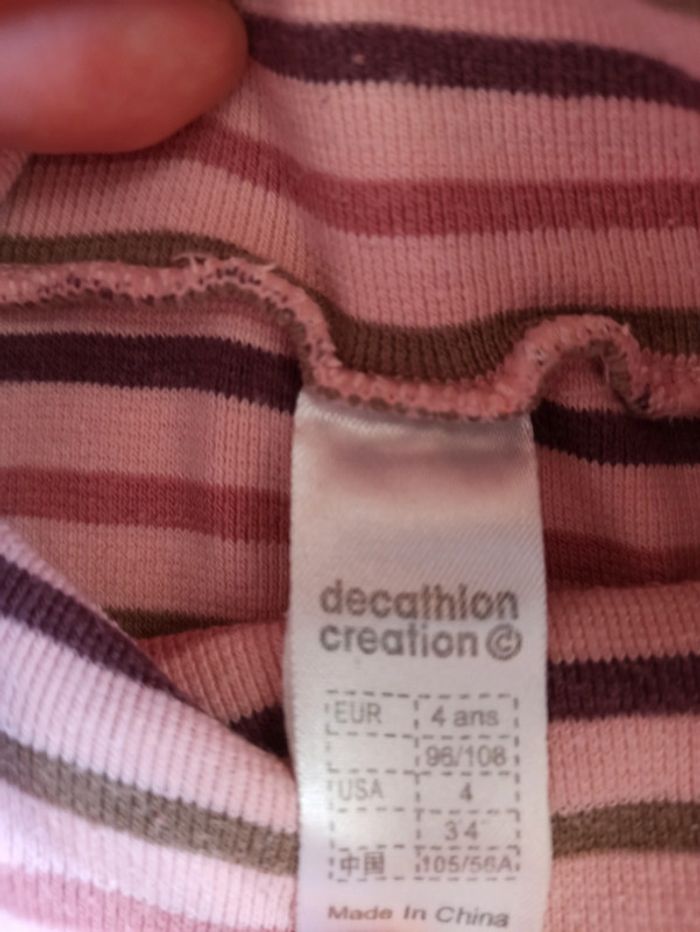 decathlon
creation ©
EUR 4 ans
96/108
USA 4
34
中国 105/56A
Made In China